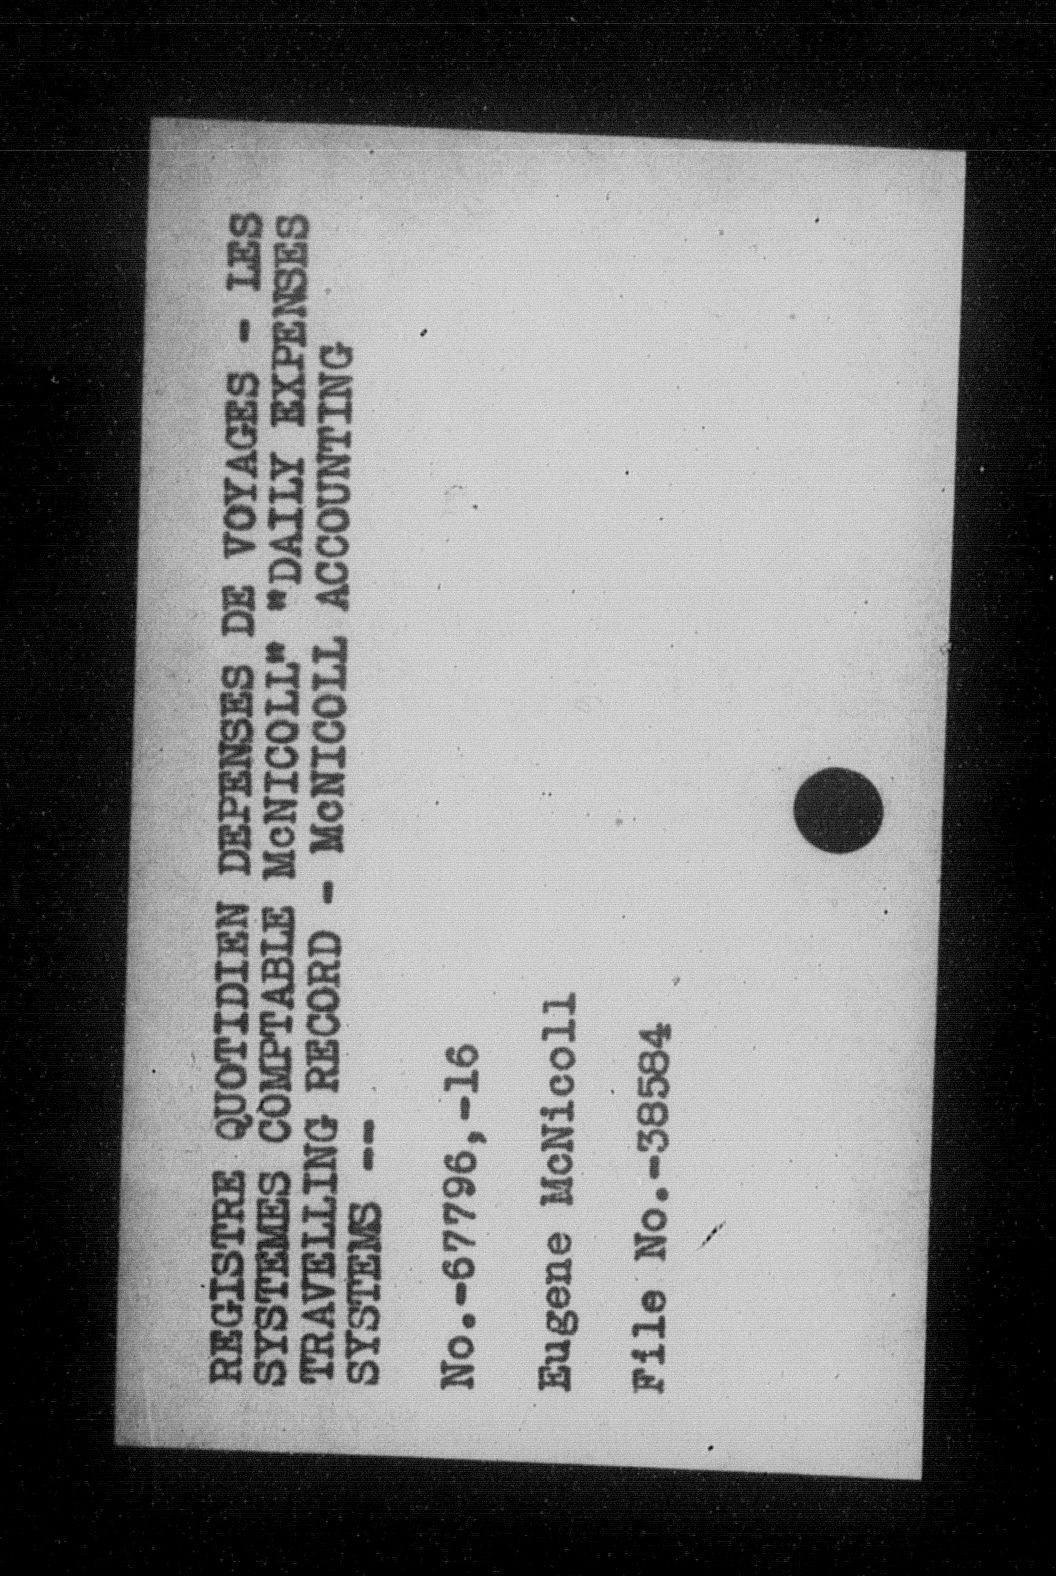 REGISTRE QUOTIDIEN DEPENSES DE VOYAGES - LES
SYSTEMES COMPTABLE McNICOLL" "DAILY EXPENSES
TRAVELLING RECORD - McNICOLL ACCOUNTING
SYSTEMS --
No.-67796,-16
Eugene McNicoll
File No.-38584